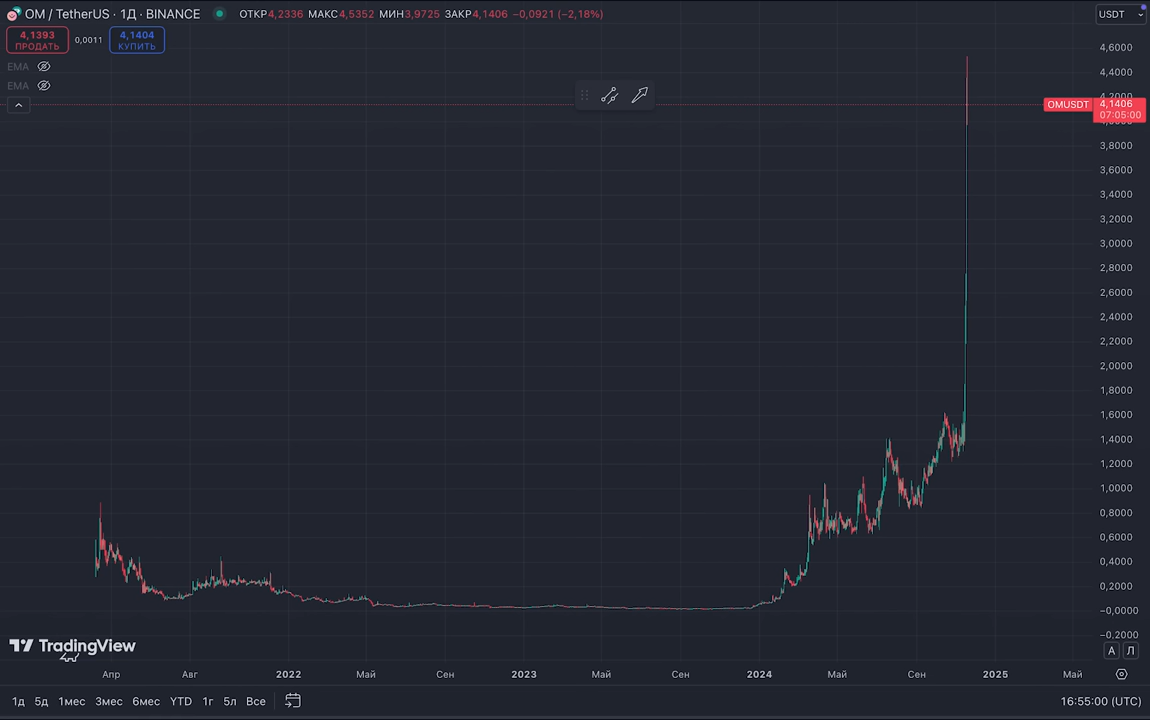 OM / TetherUS · 1Д · BINANCE ОТКР4,2336 МАКС4,5352 МИН3,9725 ЗАКР4,1406 −0,0921 (−2,18%)
USDT
4,1393
ПРОДАТЬ
0,0011
4,1404
КУПИТЬ
EMA
EMA
4,6000
4,4000
4,2000
OMUSDT 4,1406
07:05:00
4,0000
3,8000
3,6000
3,4000
3,2000
3,0000
2,8000
2,6000
2,4000
2,2000
2,0000
1,8000
1,6000
1,4000
1,2000
1,0000
0,8000
0,6000
0,4000
0,2000
−0,0000
−0,2000
TradingView
А Л
Апр Авг 2022 Май Сен 2023 Май Сен 2024 Май Сен 2025 Май
1д 5д 1мес 3мес 6мес YTD 1г 5л Все
16:55:00 (UTC)